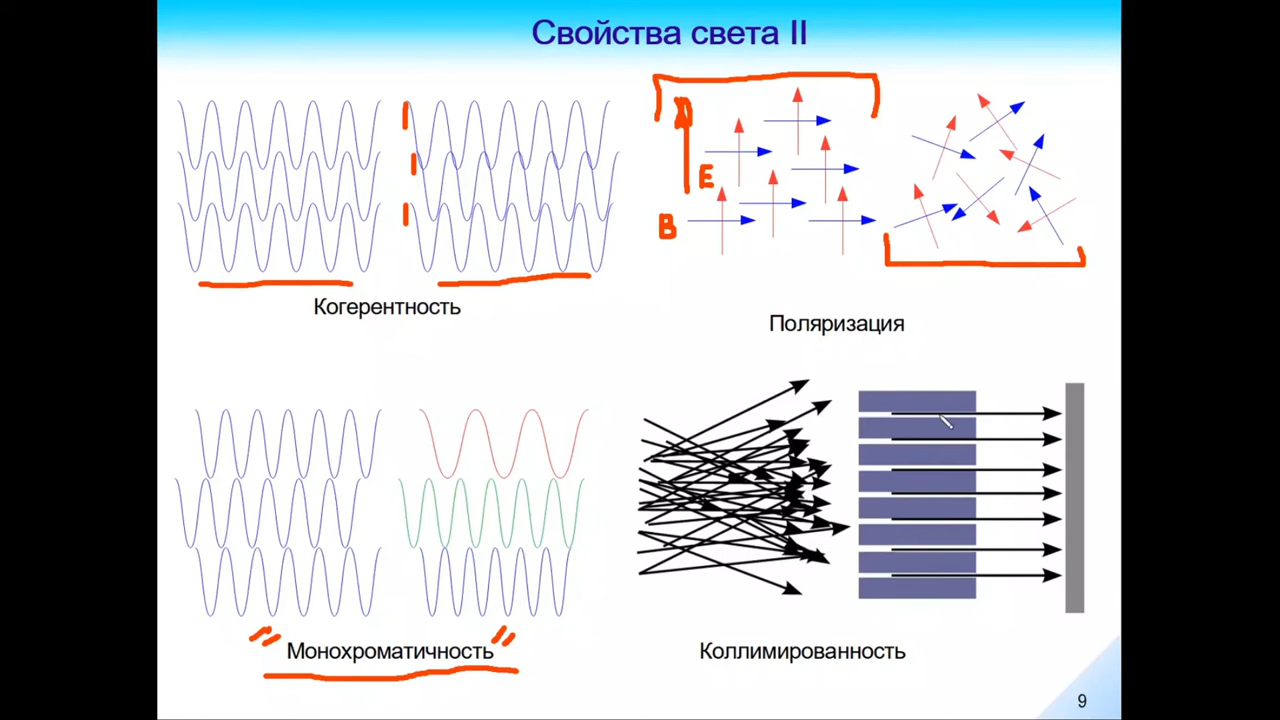 Свойства света II
E
B
Когерентность
Поляризация
"Монохроматичность"
Коллимированность
9